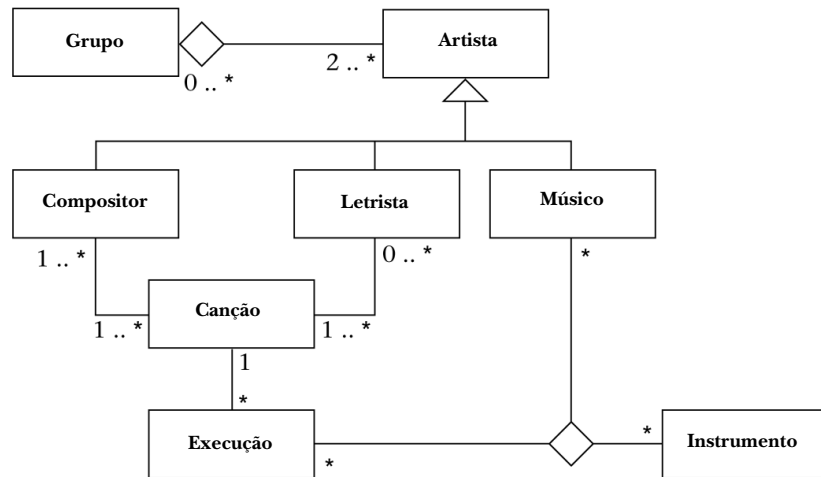 Grupo
Artista
0 .. *
2 .. *
Compositor
Letrista
Músico
1 .. *
0 .. *
*
Canção
1 .. *
1 .. *
1
*
Execução
*
*
Instrumento